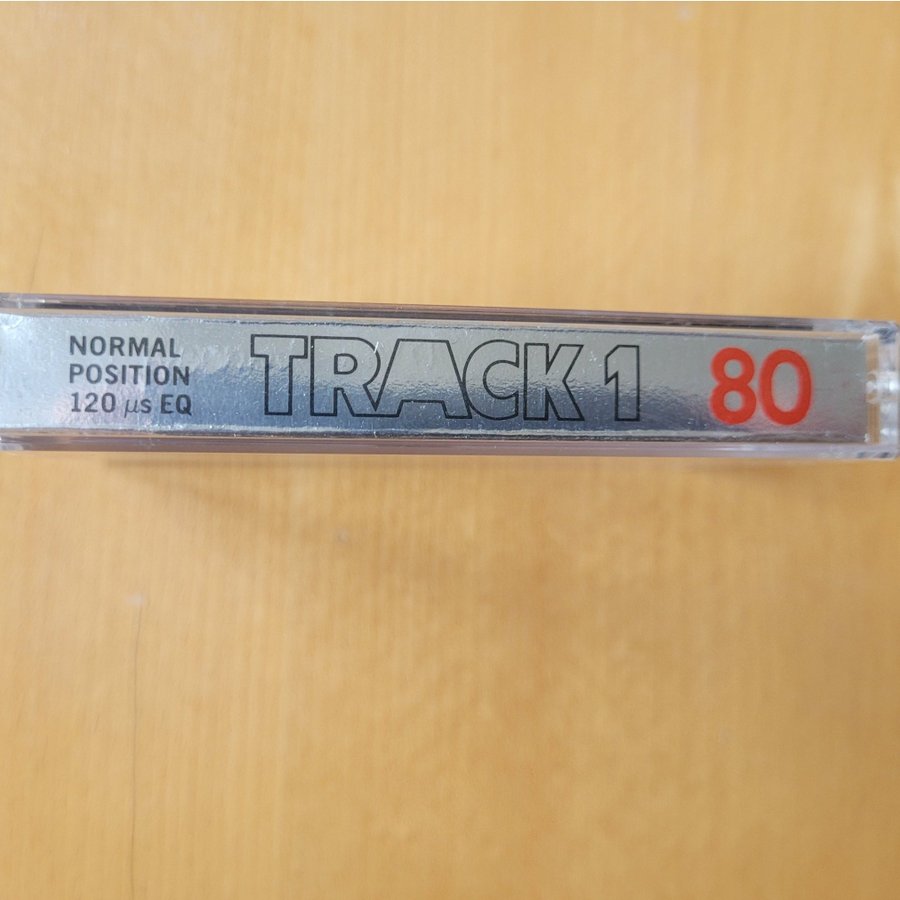 NORMAL
POSITION
120 μs EQ
TRACK 1
80